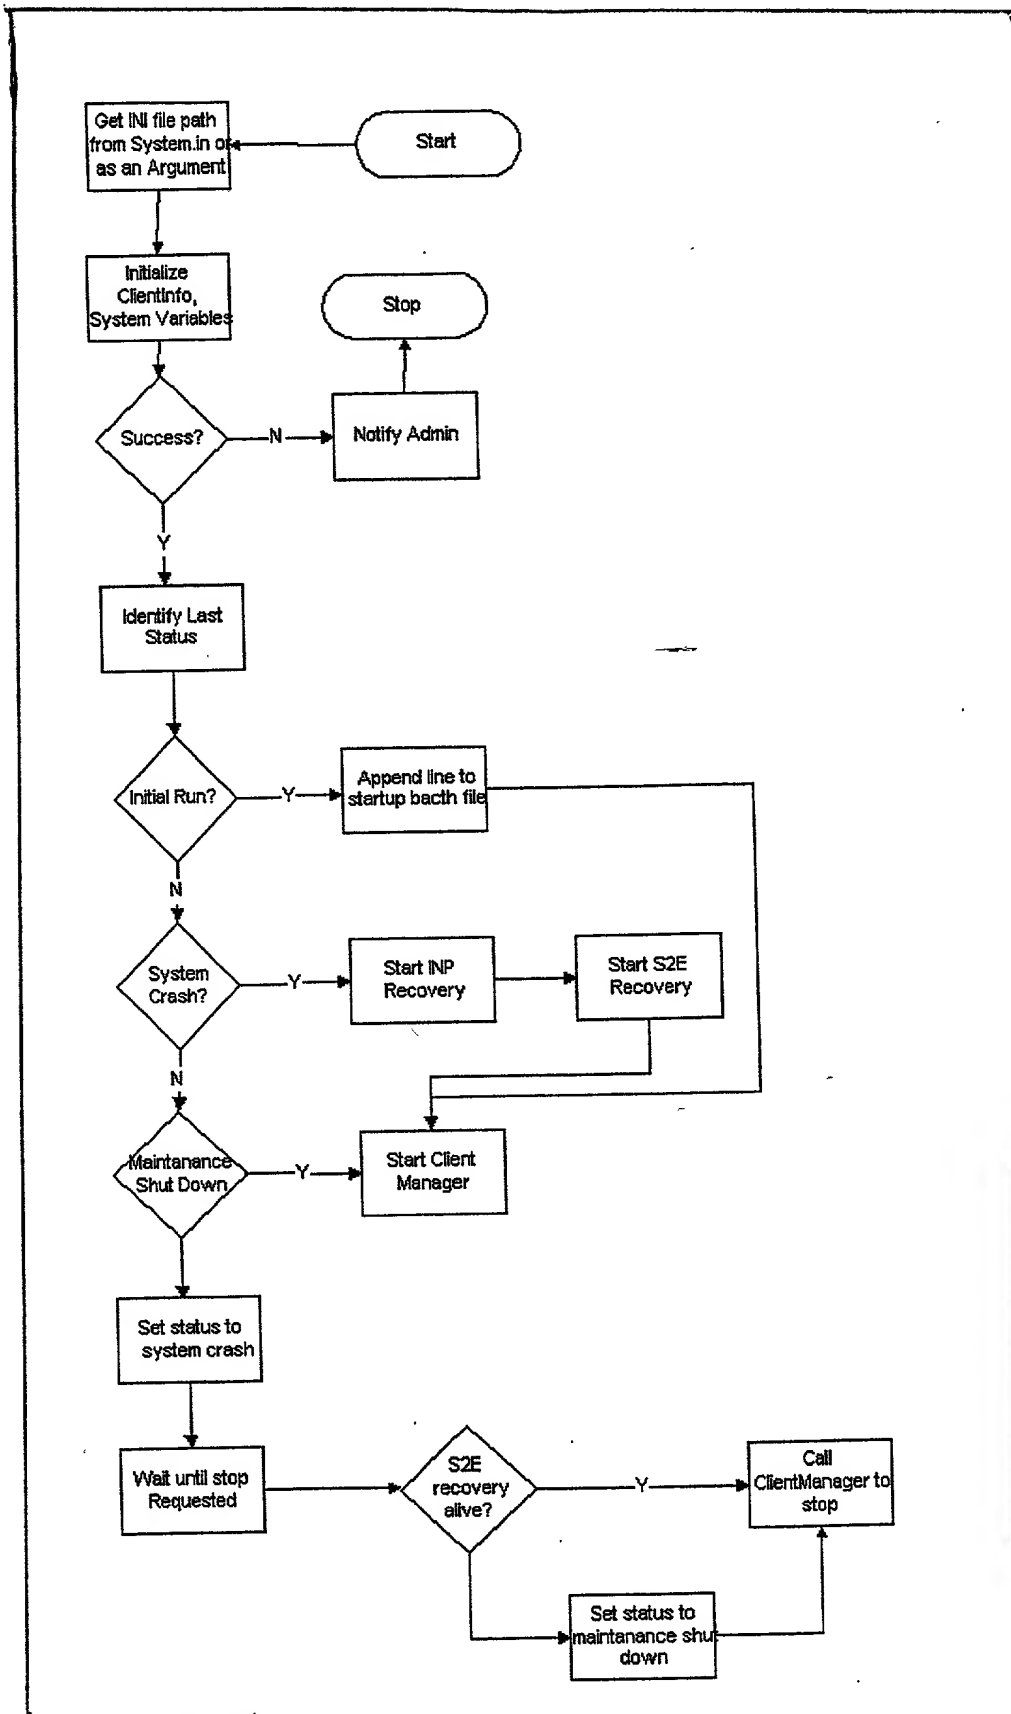 Start
Get INI file path
from System.in or
as an Argument
Initialize
ClientInfo,
System Variables
Stop
Success?
N
Notify Admin
Y
Identify Last
Status
Initial Run?
Y
Append line to
startup bacth file
N
System
Crash?
Y
Start INP
Recovery
Start S2E
Recovery
N
Maintanance
Shut Down
Y
Start Client
Manager
Set status to
system crash
Wait until stop
Requested
S2E
recovery
alive?
Y
Call
ClientManager to
stop
Set status to
maintanance shut
down